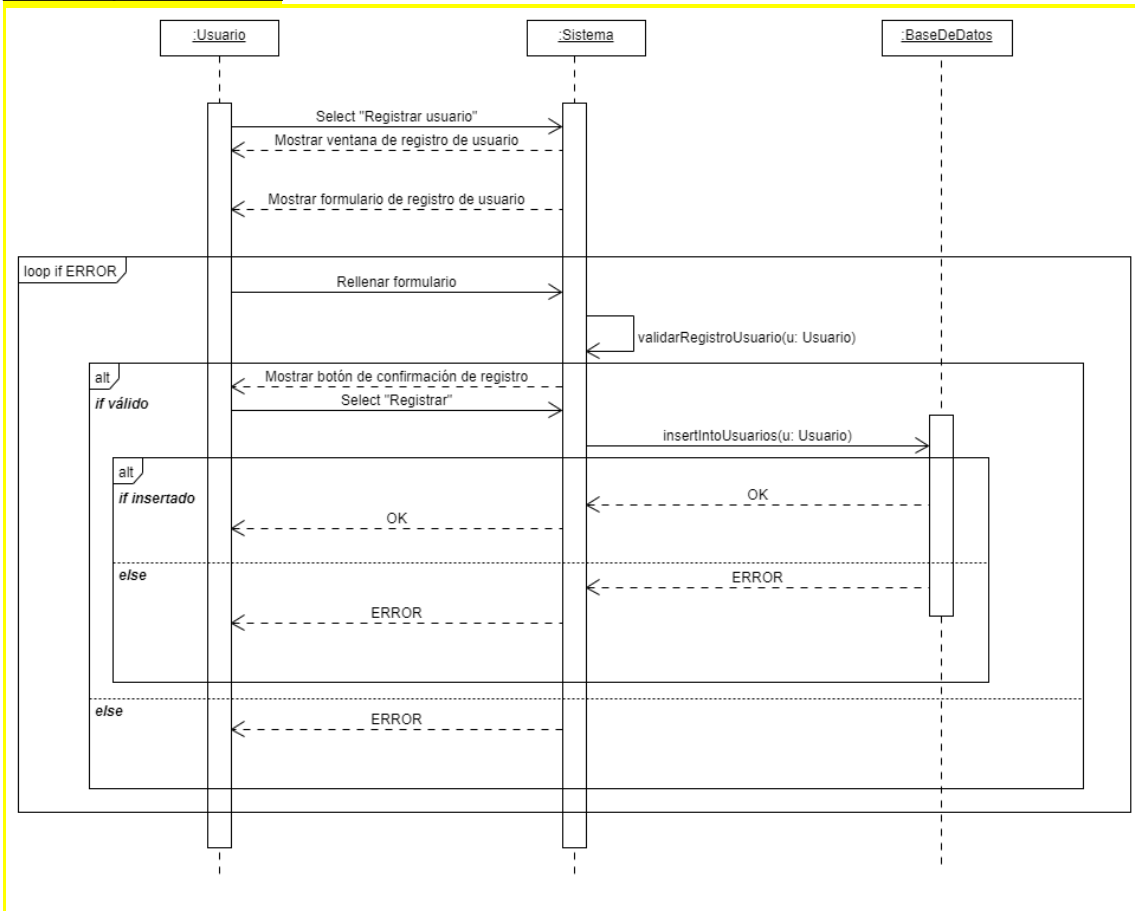 :Usuario
:Sistema
:BaseDeDatos
Select "Registrar usuario"
Mostrar ventana de registro de usuario
Mostrar formulario de registro de usuario
loop if ERROR
Rellenar formulario
validarRegistroUsuario(u: Usuario)
alt
Mostrar botón de confirmación de registro
if válido
Select "Registrar"
insertIntoUsuarios(u: Usuario)
alt
if insertado
OK
OK
else
ERROR
ERROR
else
ERROR